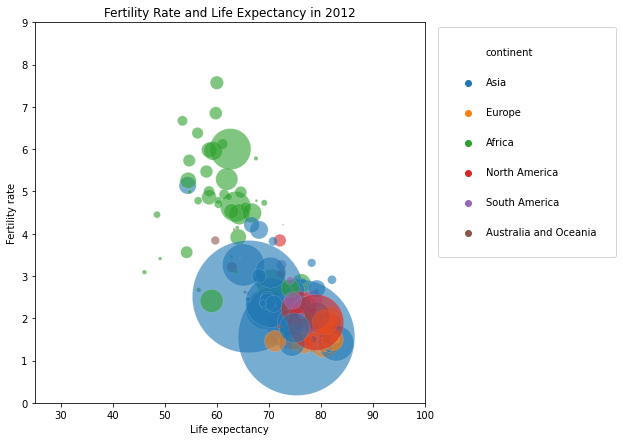 Fertility Rate and Life Expectancy in 2012
9
8
7
6
5
4
3
2
1
0
Fertility rate
30 40 50 60 70 80 90 100
Life expectancy
continent
Asia
Europe
Africa
North America
South America
Australia and Oceania